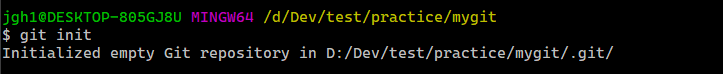 jgh10@DESKTOP-805GJ8U MINGW64 /d/Dev/test/practice/mygit
$ git init
Initialized empty Git repository in D:/Dev/test/practice/mygit/.git/